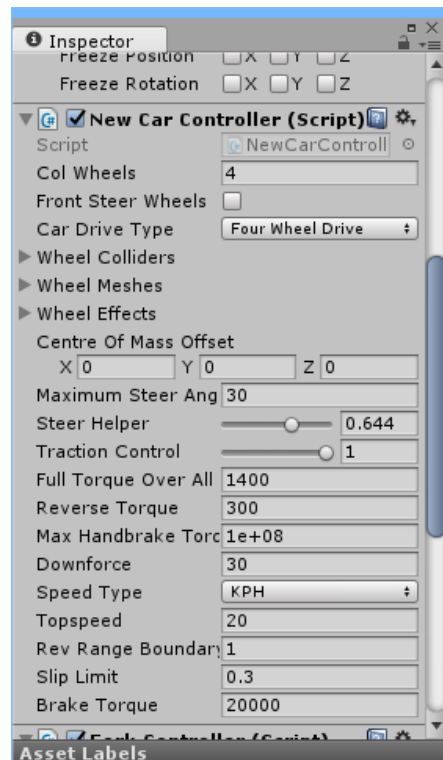 Inspector
Freeze Position X Y Z
Freeze Rotation X Y Z
New Car Controller (Script)
Script NewCarControll
Col Wheels 4
Front Steer Wheels
Car Drive Type Four Wheel Drive
Wheel Colliders
Wheel Meshes
Wheel Effects
Centre Of Mass Offset
X 0 Y 0 Z 0
Maximum Steer Ang 30
Steer Helper 0.644
Traction Control 1
Full Torque Over All 1400
Reverse Torque 300
Max Handbrake Torc 1e+08
Downforce 30
Speed Type KPH
Topspeed 20
Rev Range Boundary 1
Slip Limit 0.3
Brake Torque 20000
Fork Controller (Script)
Asset Labels